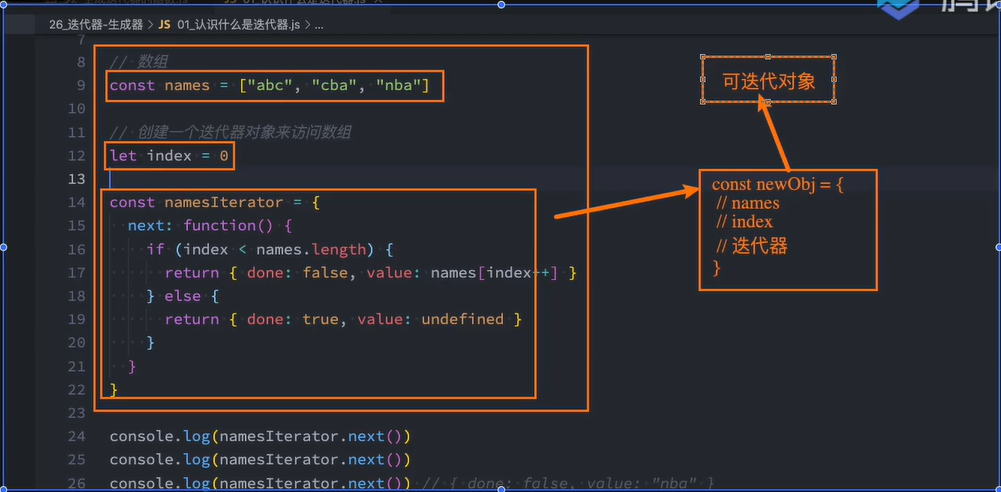 26_迭代器-生成器 > JS 01_认识什么是迭代器.js > ...
7
8 // 数组
9 const names = ["abc", "cba", "nba"]
10
11 // 创建一个迭代器对象来访问数组
12 let index = 0
13
14 const namesIterator = {
15 next: function() {
16 if (index < names.length) {
17 return { done: false, value: names[index++] }
18 } else {
19 return { done: true, value: undefined }
20 }
21 }
22 }
23
24 console.log(namesIterator.next())
25 console.log(namesIterator.next())
26 console.log(namesIterator.next()) // { done: false, value: "nba" }
可迭代对象
const newObj = {
// names
// index
// 迭代器
}